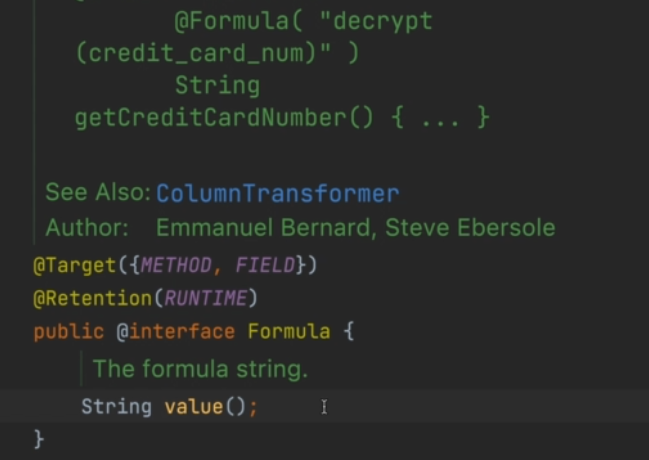 @Formula( "decrypt
(credit_card_num)" )
String
getCreditCardNumber() { ... }
See Also: ColumnTransformer
Author: Emmanuel Bernard, Steve Ebersole
@Target({METHOD, FIELD})
@Retention(RUNTIME)
public @interface Formula {
The formula string.
String value();
}